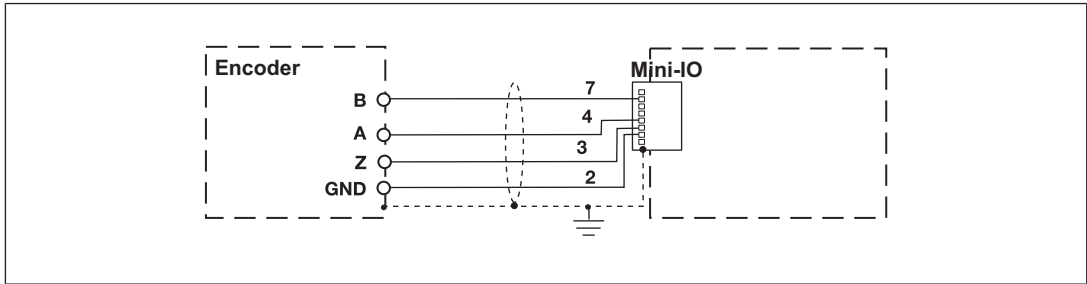 Encoder
Mini-IO
B 7
A 4
Z 3
GND 2